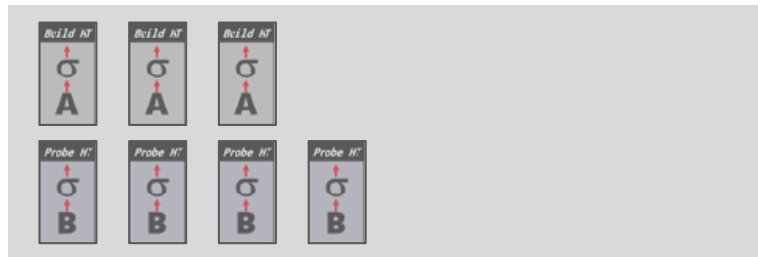 Build HT Build HT Build HT
σ σ σ
A A A
Probe HT Probe HT Probe HT Probe HT
σ σ σ σ
B B B B